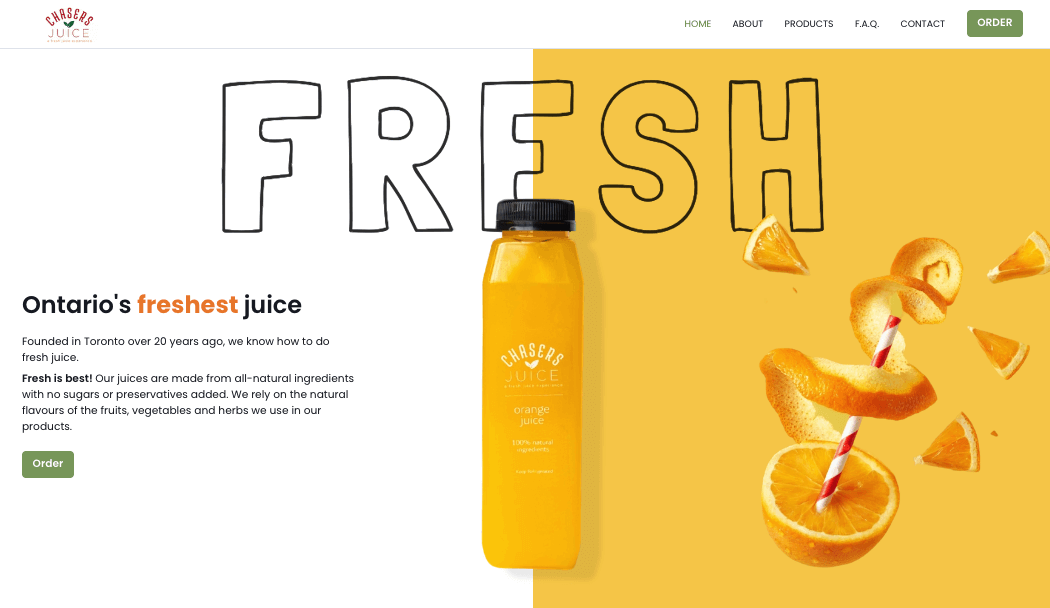 CHASERS
JUICE
HOME
ABOUT
PRODUCTS
F.A.Q.
CONTACT
ORDER
FRESH
Ontario's freshest juice
Founded in Toronto over 20 years ago, we know how to do
fresh juice.
Fresh is best! Our juices are made from all-natural ingredients
with no sugars or preservatives added. We rely on the natural
flavours of the fruits, vegetables and herbs we use in our
products.
Order
CHASERS
JUICE
orange
juice
100% natural
ingredients